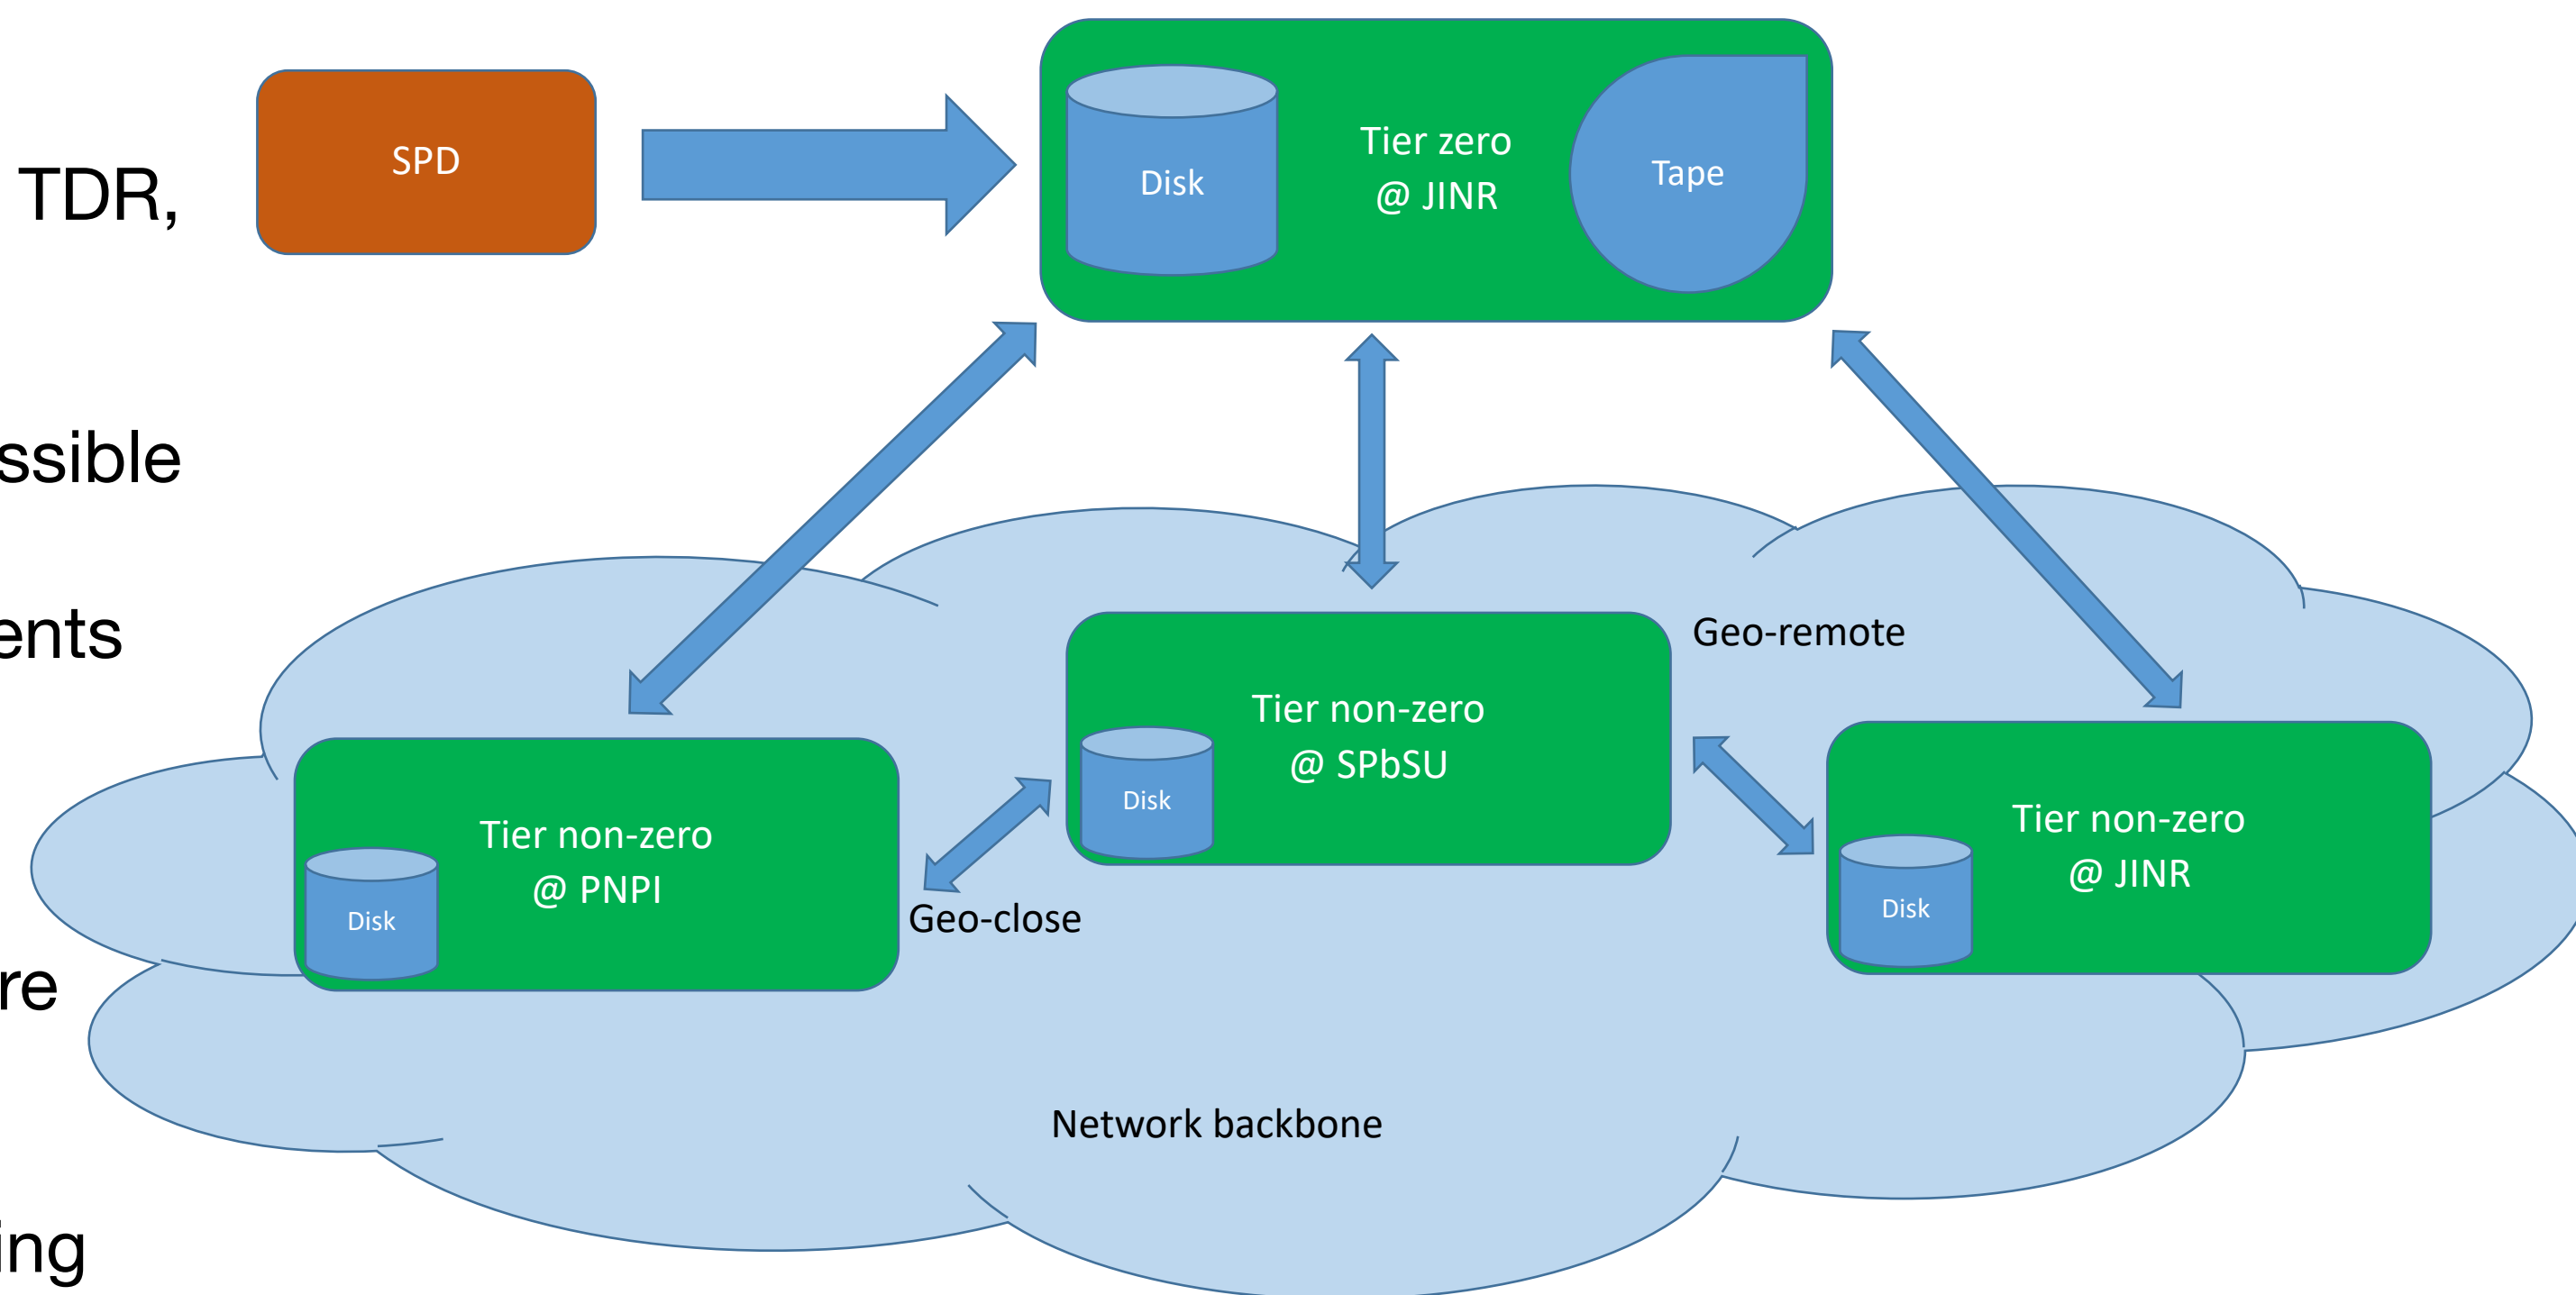 TDR,
ssible
ents
re
ing
SPD
Disk
Tier zero
@ JINR
Tape
Geo-remote
Tier non-zero
@ SPbSU
Disk
Tier non-zero
@ PNPI
Disk
Geo-close
Tier non-zero
@ JINR
Disk
Network backbone